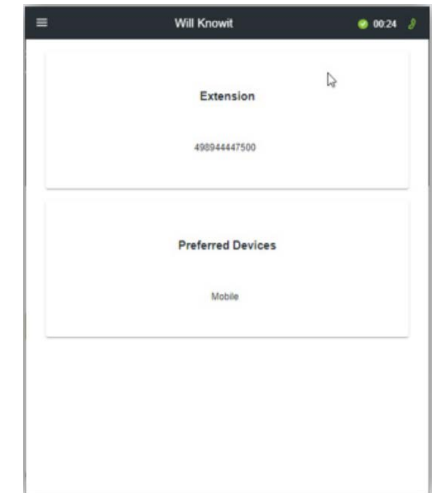 Will Knowit 00:24
Extension
498944447500
Preferred Devices
Mobile